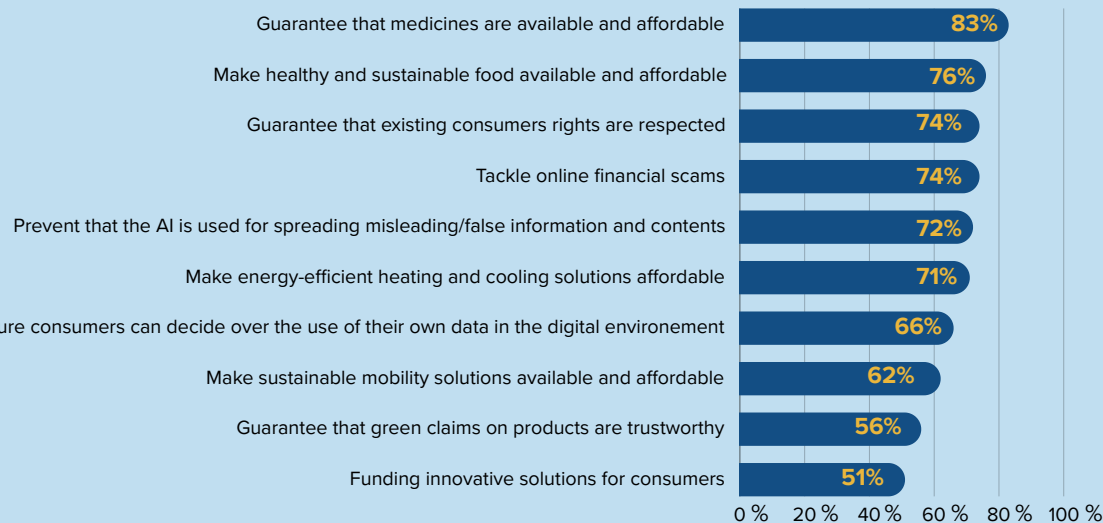 Guarantee that medicines are available and affordable 83%
Make healthy and sustainable food available and affordable 76%
Guarantee that existing consumers rights are respected 74%
Tackle online financial scams 74%
Prevent that the AI is used for spreading misleading/false information and contents 72%
Make energy-efficient heating and cooling solutions affordable 71%
consumers can decide over the use of their own data in the digital environement 66%
Make sustainable mobility solutions available and affordable 62%
Guarantee that green claims on products are trustworthy 56%
Funding innovative solutions for consumers 51%
0 % 20 % 40 % 60 % 80 % 100 %